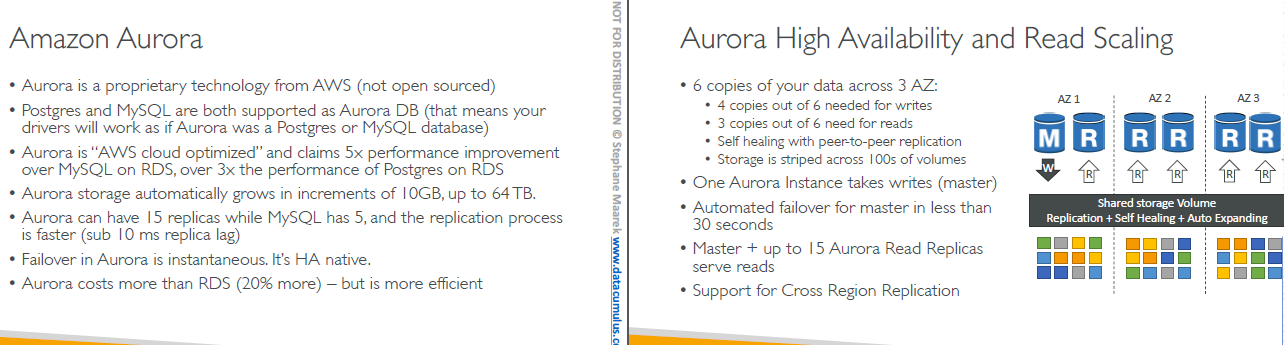 Amazon Aurora
• Aurora is a proprietary technology from AWS (not open sourced)
• Postgres and MySQL are both supported as Aurora DB (that means your
drivers will work as if Aurora was a Postgres or MySQL database)
• Aurora is “AWS cloud optimized” and claims 5x performance improvement
over MySQL on RDS, over 3x the performance of Postgres on RDS
• Aurora storage automatically grows in increments of 10GB, up to 64 TB.
• Aurora can have 15 replicas while MySQL has 5, and the replication process
is faster (sub 10 ms replica lag)
• Failover in Aurora is instantaneous. It’s HA native.
• Aurora costs more than RDS (20% more) – but is more efficient
NOT FOR DISTRIBUTION © Stephane Maarek www.datacumulus.c
Aurora High Availability and Read Scaling
• 6 copies of your data across 3 AZ:
• 4 copies out of 6 needed for writes
• 3 copies out of 6 need for reads
• Self healing with peer-to-peer replication
• Storage is striped across 100s of volumes
• One Aurora Instance takes writes (master)
• Automated failover for master in less than
30 seconds
• Master + up to 15 Aurora Read Replicas
serve reads
• Support for Cross Region Replication
AZ 1 AZ 2 AZ 3
M R R R R R
W R R R R R
Shared storage Volume
Replication + Self Healing + Auto Expanding